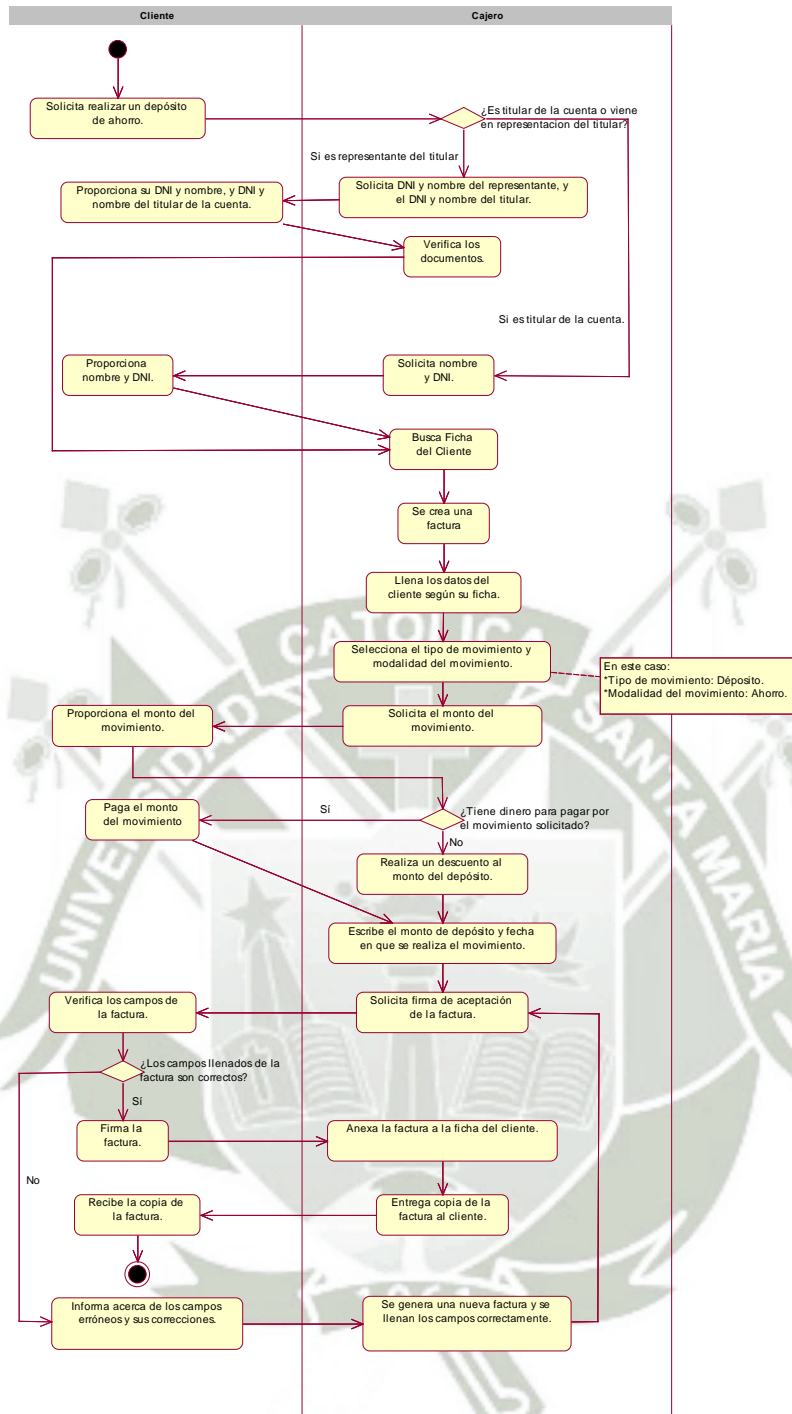 Cliente
Cajero
Solicita realizar un depósito
de ahorro.
¿Es titular de la cuenta o viene
en representacion del titular?
Si es representante del titular
Proporciona su DNI y nombre, y DNI y
nombre del titular de la cuenta.
Solicita DNI y nombre del representante, y
el DNI y nombre del titular.
Verifica los
documentos.
Si es titular de la cuenta.
Proporciona
nombre y DNI.
Solicita nombre
y DNI.
Busca Ficha
del Cliente
Se crea una
factura
Llena los datos del
cliente según su ficha.
Selecciona el tipo de movimiento y
modalidad del movimiento.
En este caso:
*Tipo de movimiento: Déposito.
*Modalidad del movimiento: Ahorro.
Proporciona el monto del
movimiento.
Solicita el monto del
movimiento.
Paga el monto
del movimiento
Sí
¿Tiene dinero para pagar por
el movimiento solicitado?
No
Realiza un descuento al
monto del depósito.
Escribe el monto de depósito y fecha
en que se realiza el movimiento.
Verifica los campos de
la factura.
Solicita firma de aceptación
de la factura.
¿Los campos llenados de la
factura son correctos?
Sí
Firma la
factura.
Anexa la factura a la ficha del cliente.
No
Recibe la copia de
la factura.
Entrega copia de la
factura al cliente.
Informa acerca de los campos
erróneos y sus correcciones.
Se genera una nueva factura y se
llenan los campos correctamente.
UNIVERSIDAD CATOLICA SANTA MARIA